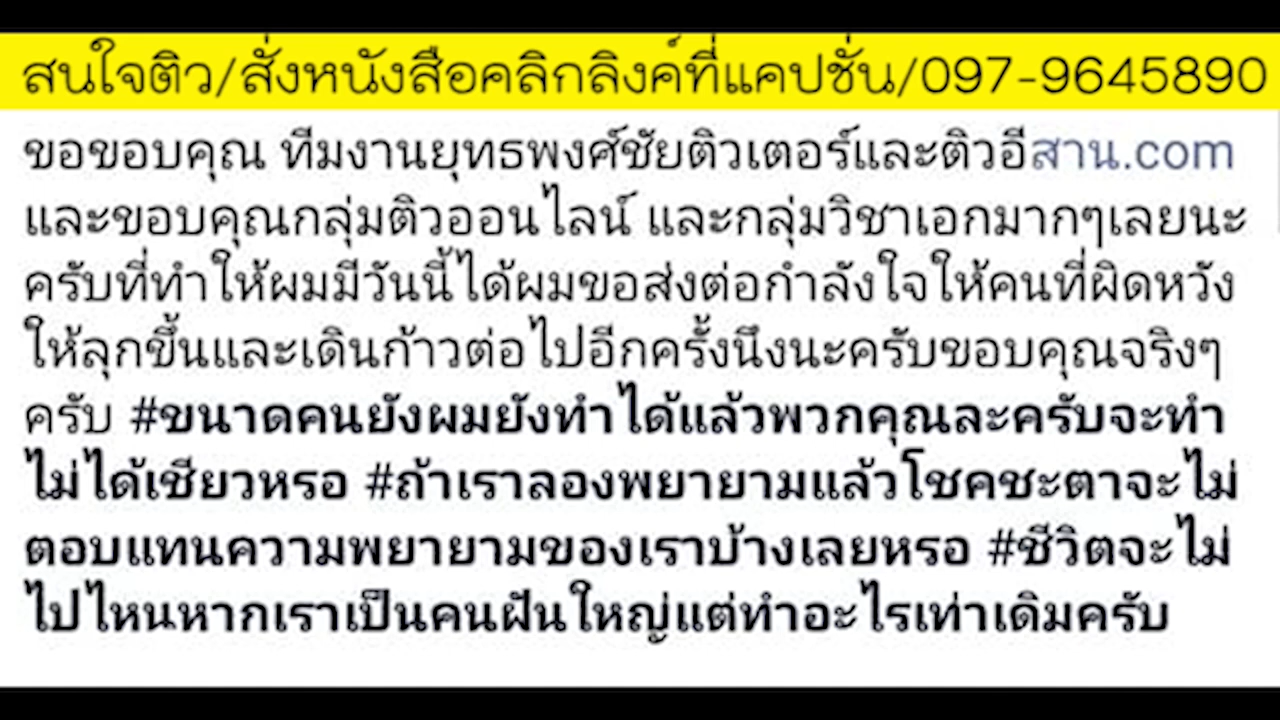 สนใจติว/สั่งหนังสือคลิกลิงค์ที่แคปชั่น/097-9645890
ขอขอบคุณ ทีมงานยุทธพงศ์ชัยติวเตอร์และติวอีสาน.com
และขอบคุณกลุ่มติวออนไลน์ และกลุ่มวิชาเอกมากๆเลยนะ
ครับที่ทำให้ผมมีวันนี้ได้ผมขอส่งต่อกำลังใจให้คนที่ผิดหวัง
ให้ลุกขึ้นและเดินก้าวต่อไปอีกครั้งนึงนะครับขอบคุณจริงๆ
ครับ #ขนาดคนยังผมยังทำได้แล้วพวกคุณละครับจะทำ
ไม่ได้เชียวหรอ #ถ้าเราลองพยายามแล้วโชคชะตาจะไม่
ตอบแทนความพยายามของเราบ้างเลยหรอ #ชีวิตจะไม่
ไปไหนหากเราเป็นคนฝันใหญ่แต่ทำอะไรเท่าเดิมครับ